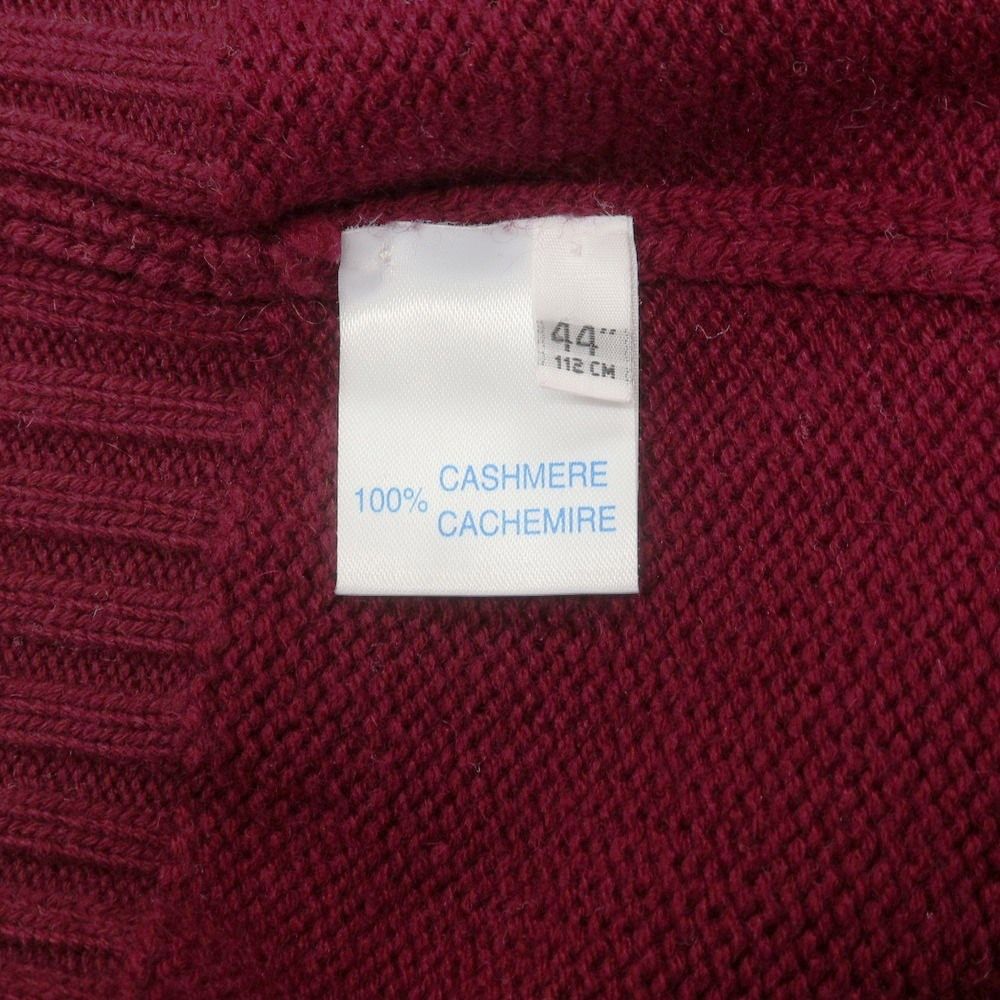 44"
112 CM
100% CASHMERE
CACHEMIRE